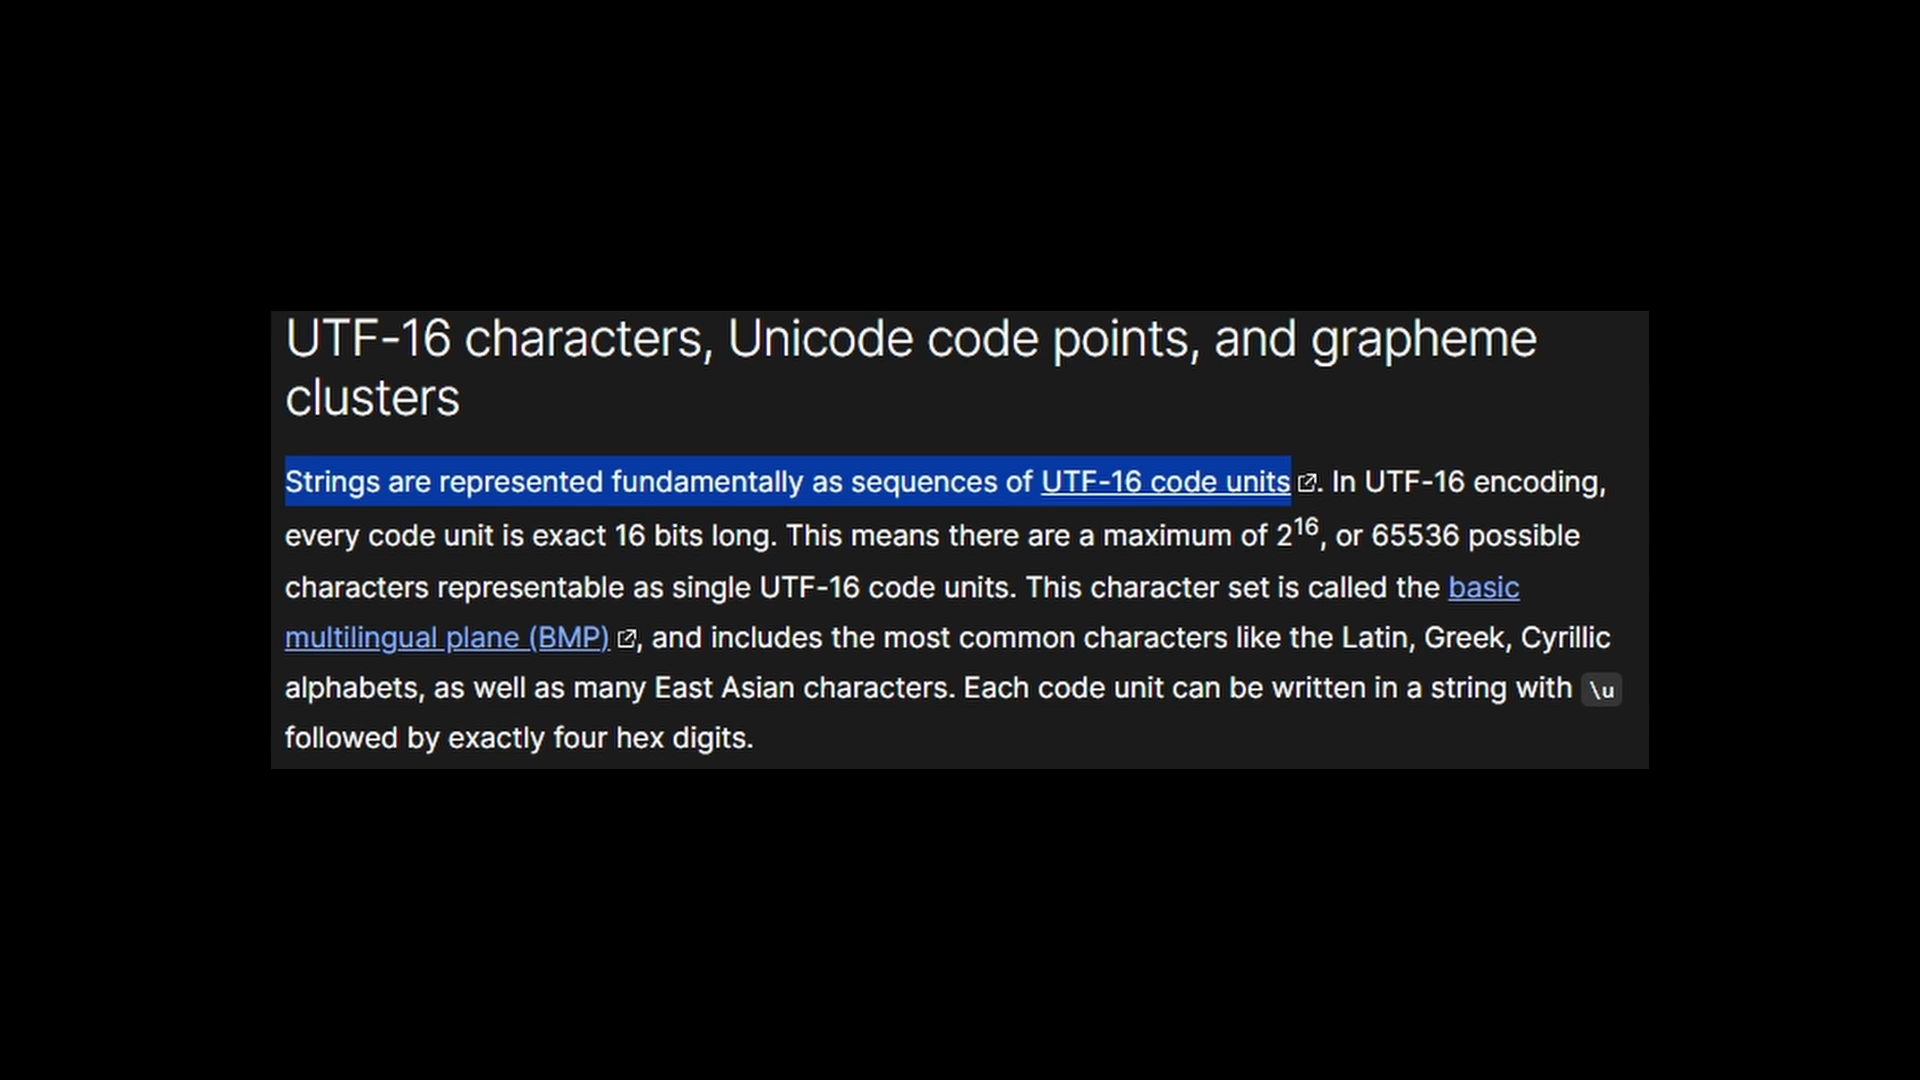 UTF-16 characters, Unicode code points, and grapheme
clusters
Strings are represented fundamentally as sequences of UTF-16 code units. In UTF-16 encoding,
every code unit is exact 16 bits long. This means there are a maximum of 2¹⁶, or 65536 possible
characters representable as single UTF-16 code units. This character set is called the basic
multilingual plane (BMP), and includes the most common characters like the Latin, Greek, Cyrillic
alphabets, as well as many East Asian characters. Each code unit can be written in a string with \u
followed by exactly four hex digits.